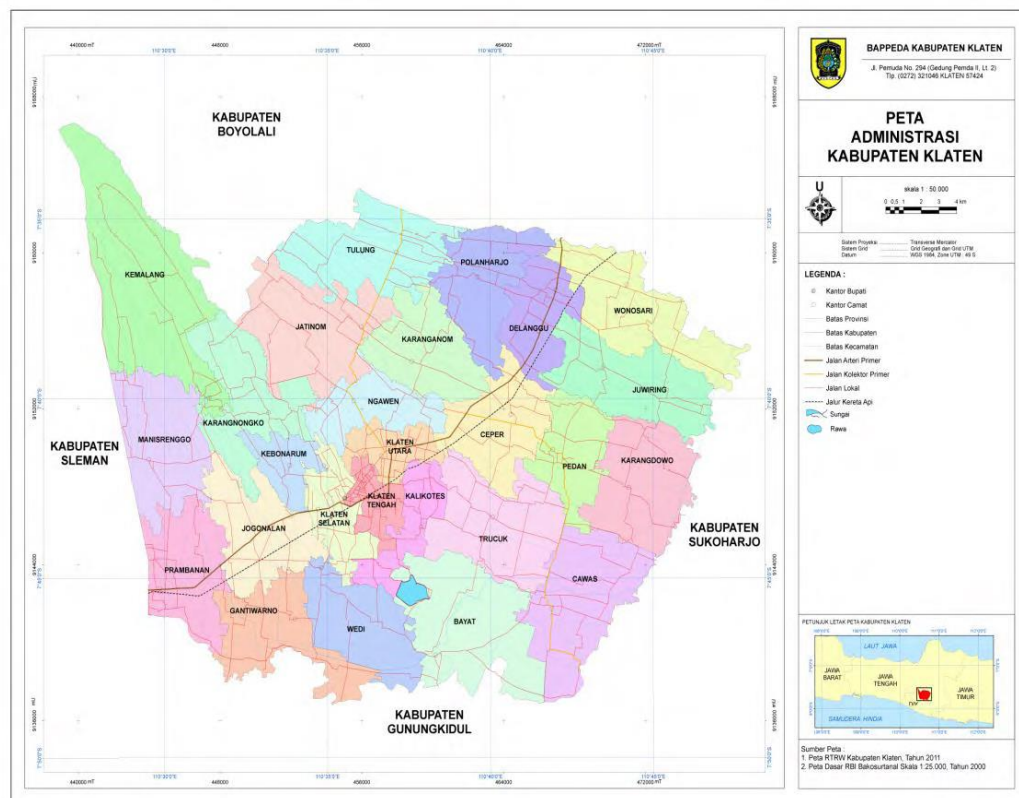 440000 mT
448000
456000
464000
472000 mT
110°30'0"E
110°35'0"E
110°40'0"E
110°45'0"E
KABUPATEN
BOYOLALI
KEMALANG
TULUNG
POLANHARJO
JATINOM
KARANGANOM
DELANGGU
WONOSARI
JUWIRING
NGAWEN
KARANGNONGKO
MANISRENGGO
KEBONARUM
KLATEN
UTARA
CEPER
PEDAN
KARANGDOWO
KABUPATEN
SLEMAN
KLATEN
TENGAH
KALIKOTES
KLATEN
SELATAN
JOGONALAN
TRUCUK
KABUPATEN
SUKOHARJO
PRAMBANAN
CAWAS
GANTIWARNO
WEDI
BAYAT
KABUPATEN
GUNUNGKIDUL
BAPPEDA KABUPATEN KLATEN
Jl. Pemuda No. 294 (Gedung Pemda II, Lt. 2)
Tlp. (0272) 321046 KLATEN 57424
PETA
ADMINISTRASI
KABUPATEN KLATEN
U
skala 1 : 50.000
0 0,5 1 2 3 4 km
Sistem Proyeksi ................ Transverse Mercator
Sistem Grid ................ Grid Geografi dan Grid UTM
Datum ................ WGS 1984, Zone UTM : 49 S
LEGENDA :
Kantor Bupati
Kantor Camat
Batas Provinsi
Batas Kabupaten
Batas Kecamatan
Jalan Arteri Primer
Jalan Kolektor Primer
Jalan Lokal
Jalur Kereta Api
Sungai
Rawa
PETUNJUK LETAK PETA KABUPATEN KLATEN
LAUT JAWA
JAWA
BARAT
JAWA
TENGAH
JAWA
TIMUR
DIY
SAMUDERA HINDIA
Sumber Peta :
1. Peta RTRW Kabupaten Klaten, Tahun 2011
2. Peta Dasar RBI Bakosurtanal Skala 1:25.000, Tahun 2000